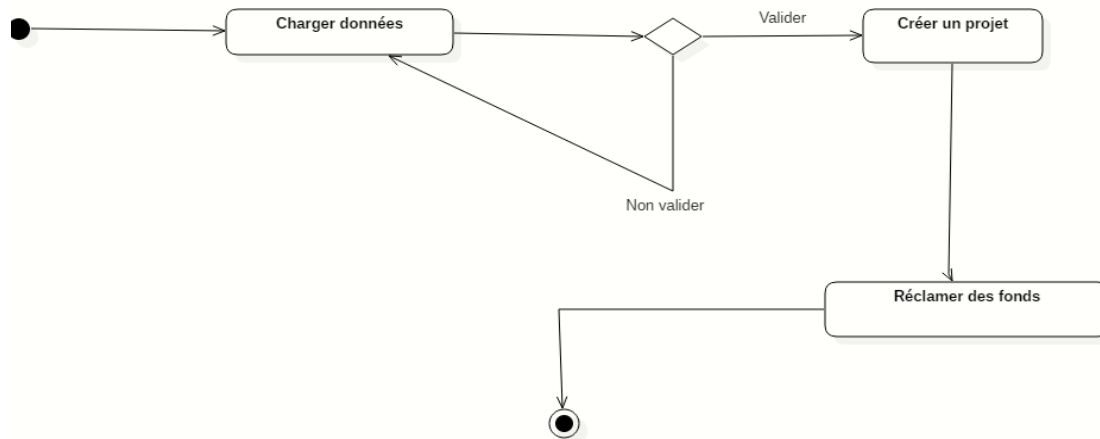 Charger données
Valider
Créer un projet
Non valider
Réclamer des fonds